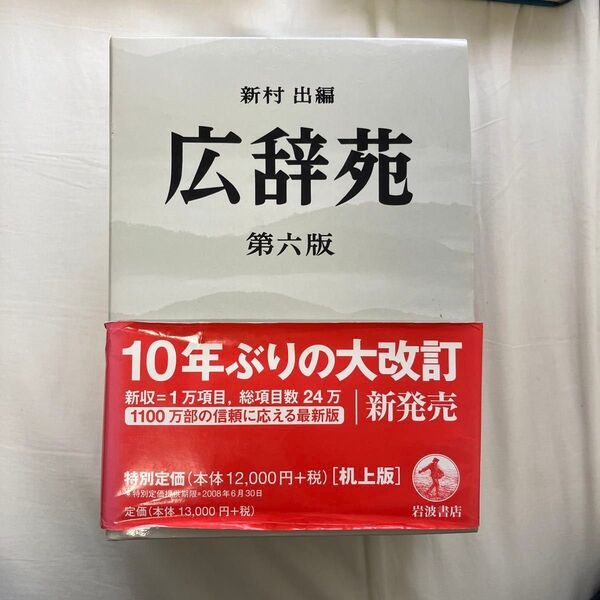 新村 出編
広辞苑
第六版
10年ぶりの大改訂
新収=1万項目，総項目数 24万
1100万部の信頼に応える最新版
新発売
特別定価(本体12,000円+税)[机上版]
*特別定価提供期限=2008年6月30日
定価(本体13,000円+税)
岩波書店